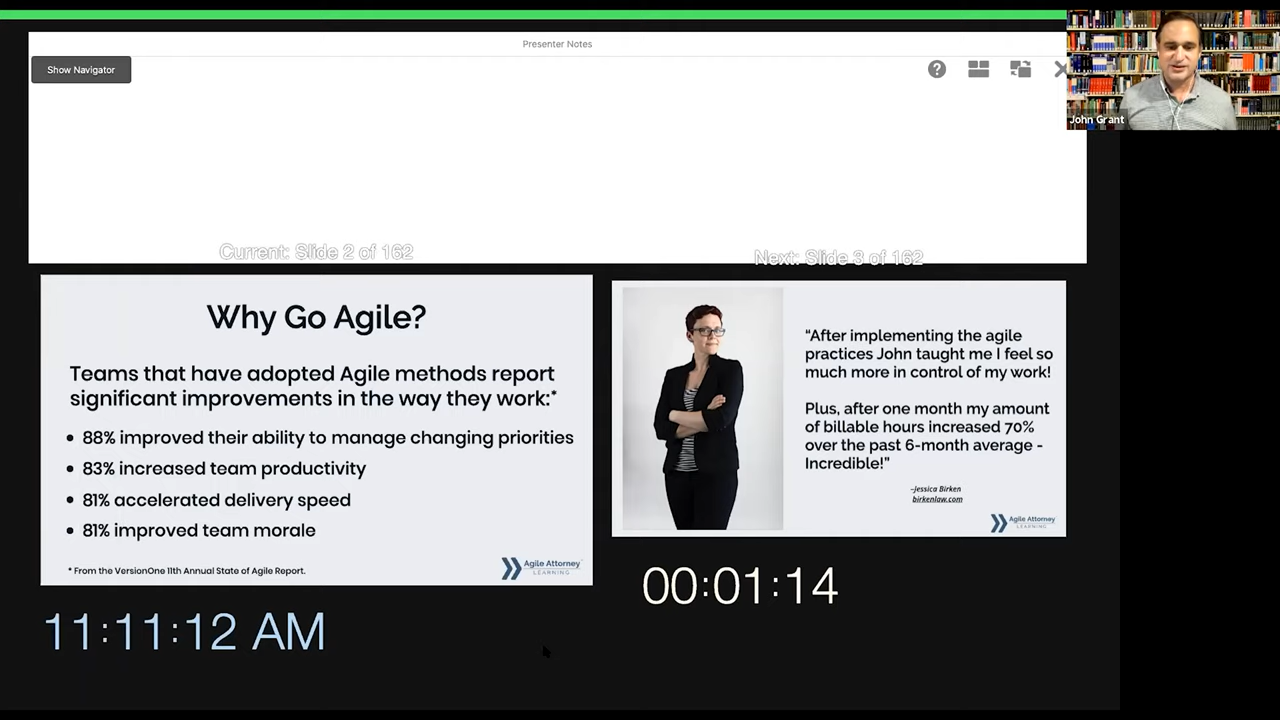 Presenter Notes
Show Navigator
John Grant
Current: Slide 2 of 162
Next: Slide 3 of 162
Why Go Agile?
Teams that have adopted Agile methods report
significant improvements in the way they work:*
• 88% improved their ability to manage changing priorities
• 83% increased team productivity
• 81% accelerated delivery speed
• 81% improved team morale
* From the VersionOne 11th Annual State of Agile Report.
Agile Attorney
LEARNING
“After implementing the agile
practices John taught me I feel so
much more in control of my work!
Plus, after one month my amount
of billable hours increased 70%
over the past 6-month average -
Incredible!”
–Jessica Birken
birkenlaw.com
Agile Attorney
LEARNING
00:01:14
11:11:12 AM